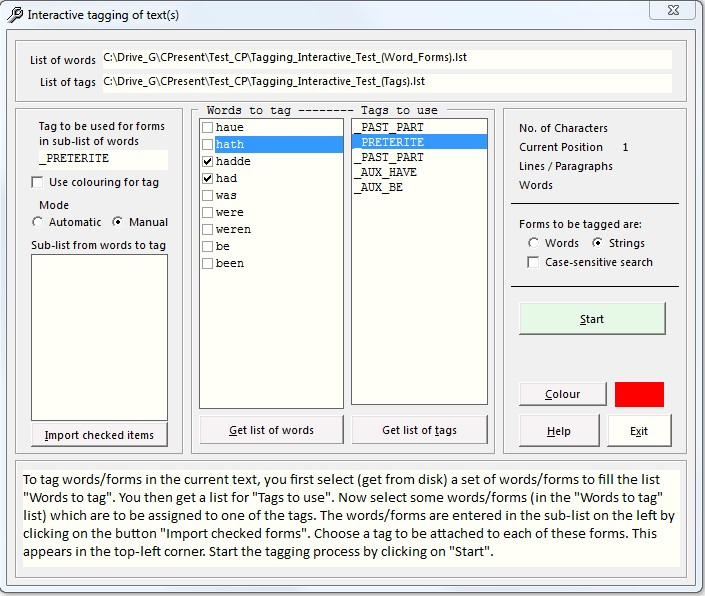 Interactive tagging of text(s)
List of words C:\Drive_G\CPresent\Test_CP\Tagging_Interactive_Test_(Word_Forms).lst
List of tags C:\Drive_G\CPresent\Test_CP\Tagging_Interactive_Test_(Tags).lst
Tag to be used for forms
in sub-list of words
_PRETERITE
Use colouring for tag
Mode
Automatic Manual
Sub-list from words to tag
Import checked items
Words to tag -------- Tags to use
haue
hath
hadde
had
was
were
weren
be
been
_PAST_PART
_PRETERITE
_PAST_PART
_AUX_HAVE
_AUX_BE
Get list of words Get list of tags
No. of Characters
Current Position 1
Lines / Paragraphs
Words
Forms to be tagged are:
Words Strings
Case-sensitive search
Start
Colour
Help Exit
To tag words/forms in the current text, you first select (get from disk) a set of words/forms to fill the list
"Words to tag". You then get a list for "Tags to use". Now select some words/forms (in the "Words to tag"
list) which are to be assigned to one of the tags. The words/forms are entered in the sub-list on the left by
clicking on the button "Import checked forms". Choose a tag to be attached to each of these forms. This
appears in the top-left corner. Start the tagging process by clicking on "Start".